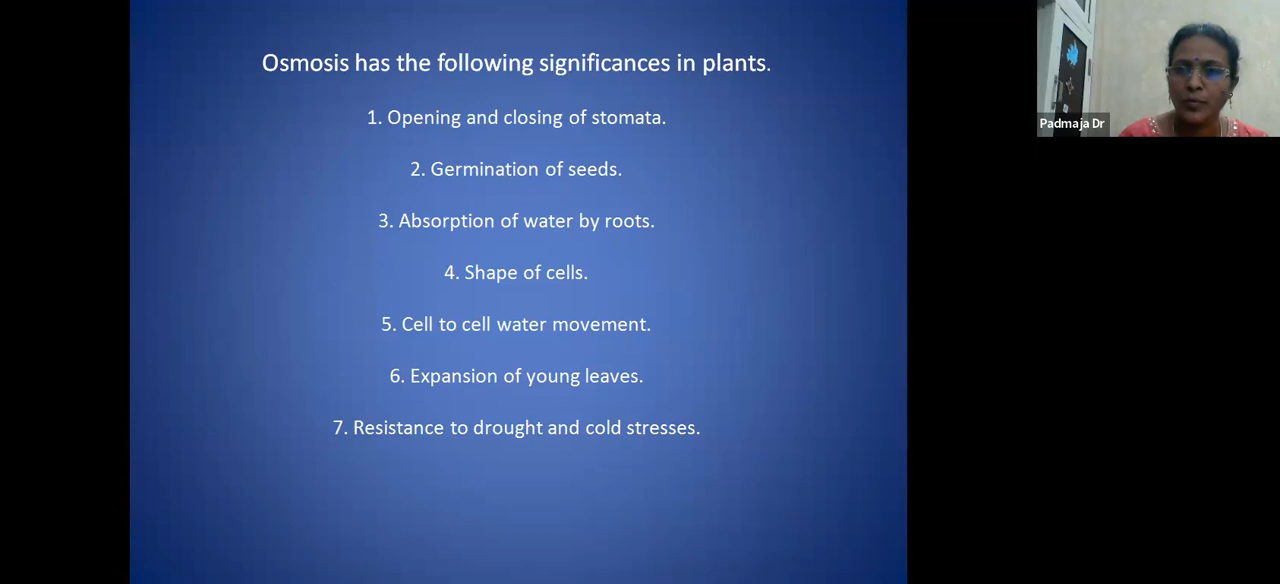 Osmosis has the following significances in plants.
1. Opening and closing of stomata.
2. Germination of seeds.
3. Absorption of water by roots.
4. Shape of cells.
5. Cell to cell water movement.
6. Expansion of young leaves.
7. Resistance to drought and cold stresses.
Padmaja Dr